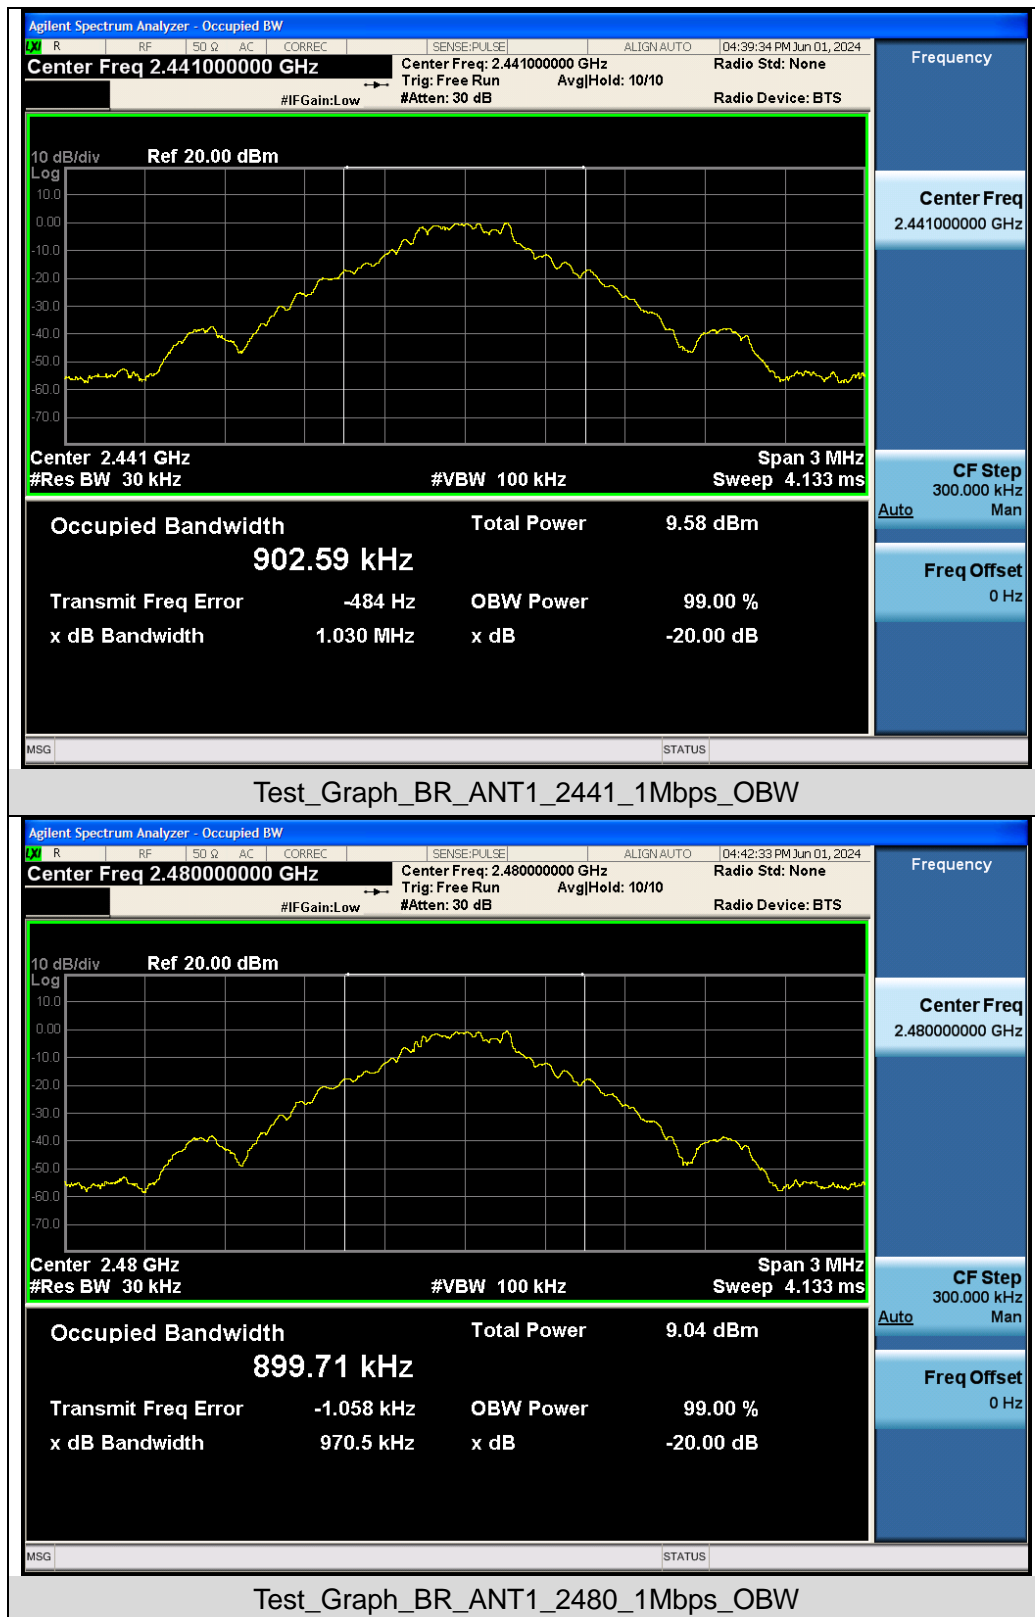 Agilent Spectrum Analyzer - Occupied BW
LXI R RF 50 Ω AC CORREC SENSE:PULSE ALIGN AUTO 04:39:34 PM Jun 01, 2024
Center Freq 2.441000000 GHz Center Freq: 2.441000000 GHz Radio Std: None Frequency
Trig: Free Run Avg|Hold: 10/10
#IFGain:Low #Atten: 30 dB Radio Device: BTS
10 dB/div Ref 20.00 dBm
Log
10.0
Center Freq
0.00
2.441000000 GHz
-10.0
-20.0
-30.0
-40.0
-50.0
-60.0
-70.0
Center 2.441 GHz Span 3 MHz
#Res BW 30 kHz #VBW 100 kHz Sweep 4.133 ms
CF Step
300.000 kHz
Auto Man
Occupied Bandwidth Total Power 9.58 dBm
902.59 kHz
Freq Offset
0 Hz
Transmit Freq Error -484 Hz OBW Power 99.00 %
x dB Bandwidth 1.030 MHz x dB -20.00 dB
MSG STATUS
Test_Graph_BR_ANT1_2441_1Mbps_OBW
Agilent Spectrum Analyzer - Occupied BW
LXI R RF 50 Ω AC CORREC SENSE:PULSE ALIGN AUTO 04:42:33 PM Jun 01, 2024
Center Freq 2.480000000 GHz Center Freq: 2.480000000 GHz Radio Std: None Frequency
Trig: Free Run Avg|Hold: 10/10
#IFGain:Low #Atten: 30 dB Radio Device: BTS
10 dB/div Ref 20.00 dBm
Log
10.0
Center Freq
0.00
2.480000000 GHz
-10.0
-20.0
-30.0
-40.0
-50.0
-60.0
-70.0
Center 2.48 GHz Span 3 MHz
#Res BW 30 kHz #VBW 100 kHz Sweep 4.133 ms
CF Step
300.000 kHz
Auto Man
Occupied Bandwidth Total Power 9.04 dBm
899.71 kHz
Freq Offset
0 Hz
Transmit Freq Error -1.058 kHz OBW Power 99.00 %
x dB Bandwidth 970.5 kHz x dB -20.00 dB
MSG STATUS
Test_Graph_BR_ANT1_2480_1Mbps_OBW